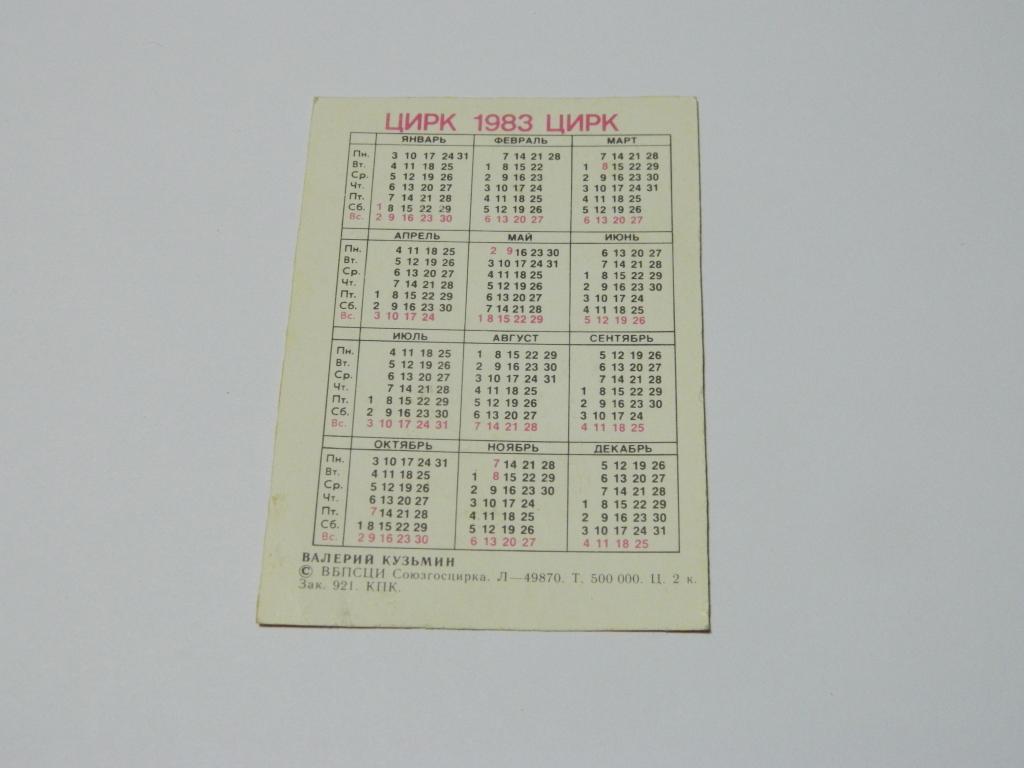 ЦИРК 1983 ЦИРК
ЯНВАРЬ ФЕВРАЛЬ МАРТ
Пн. 3 10 17 24 31 7 14 21 28 7 14 21 28
Вт. 4 11 18 25 1 8 15 22 1 8 15 22 29
Ср. 5 12 19 26 2 9 16 23 2 9 16 23 30
Чт. 6 13 20 27 3 10 17 24 3 10 17 24 31
Пт. 7 14 21 28 4 11 18 25 4 11 18 25
Сб. 1 8 15 22 29 5 12 19 26 5 12 19 26
Вс. 2 9 16 23 30 6 13 20 27 6 13 20 27
АПРЕЛЬ МАЙ ИЮНЬ
Пн. 4 11 18 25 2 9 16 23 30 6 13 20 27
Вт. 5 12 19 26 3 10 17 24 31 7 14 21 28
Ср. 6 13 20 27 4 11 18 25 1 8 15 22 29
Чт. 7 14 21 28 5 12 19 26 2 9 16 23 30
Пт. 1 8 15 22 29 6 13 20 27 3 10 17 24
Сб. 2 9 16 23 30 7 14 21 28 4 11 18 25
Вс. 3 10 17 24 1 8 15 22 29 5 12 19 26
ИЮЛЬ АВГУСТ СЕНТЯБРЬ
Пн. 4 11 18 25 1 8 15 22 29 5 12 19 26
Вт. 5 12 19 26 2 9 16 23 30 6 13 20 27
Ср. 6 13 20 27 3 10 17 24 31 7 14 21 28
Чт. 7 14 21 28 4 11 18 25 1 8 15 22 29
Пт. 1 8 15 22 29 5 12 19 26 2 9 16 23 30
Сб. 2 9 16 23 30 6 13 20 27 3 10 17 24
Вс. 3 10 17 24 31 7 14 21 28 4 11 18 25
ОКТЯБРЬ НОЯБРЬ ДЕКАБРЬ
Пн. 3 10 17 24 31 7 14 21 28 5 12 19 26
Вт. 4 11 18 25 1 8 15 22 29 6 13 20 27
Ср. 5 12 19 26 2 9 16 23 30 7 14 21 28
Чт. 6 13 20 27 3 10 17 24 1 8 15 22 29
Пт. 7 14 21 28 4 11 18 25 2 9 16 23 30
Сб. 1 8 15 22 29 5 12 19 26 3 10 17 24 31
Вс. 2 9 16 23 30 6 13 20 27 4 11 18 25
ВАЛЕРИЙ КУЗЬМИН
© ВБПСЦИ Союзгосцирка. Л—49870. Т. 500 000. Ц. 2 к.
Зак. 921. КПК.